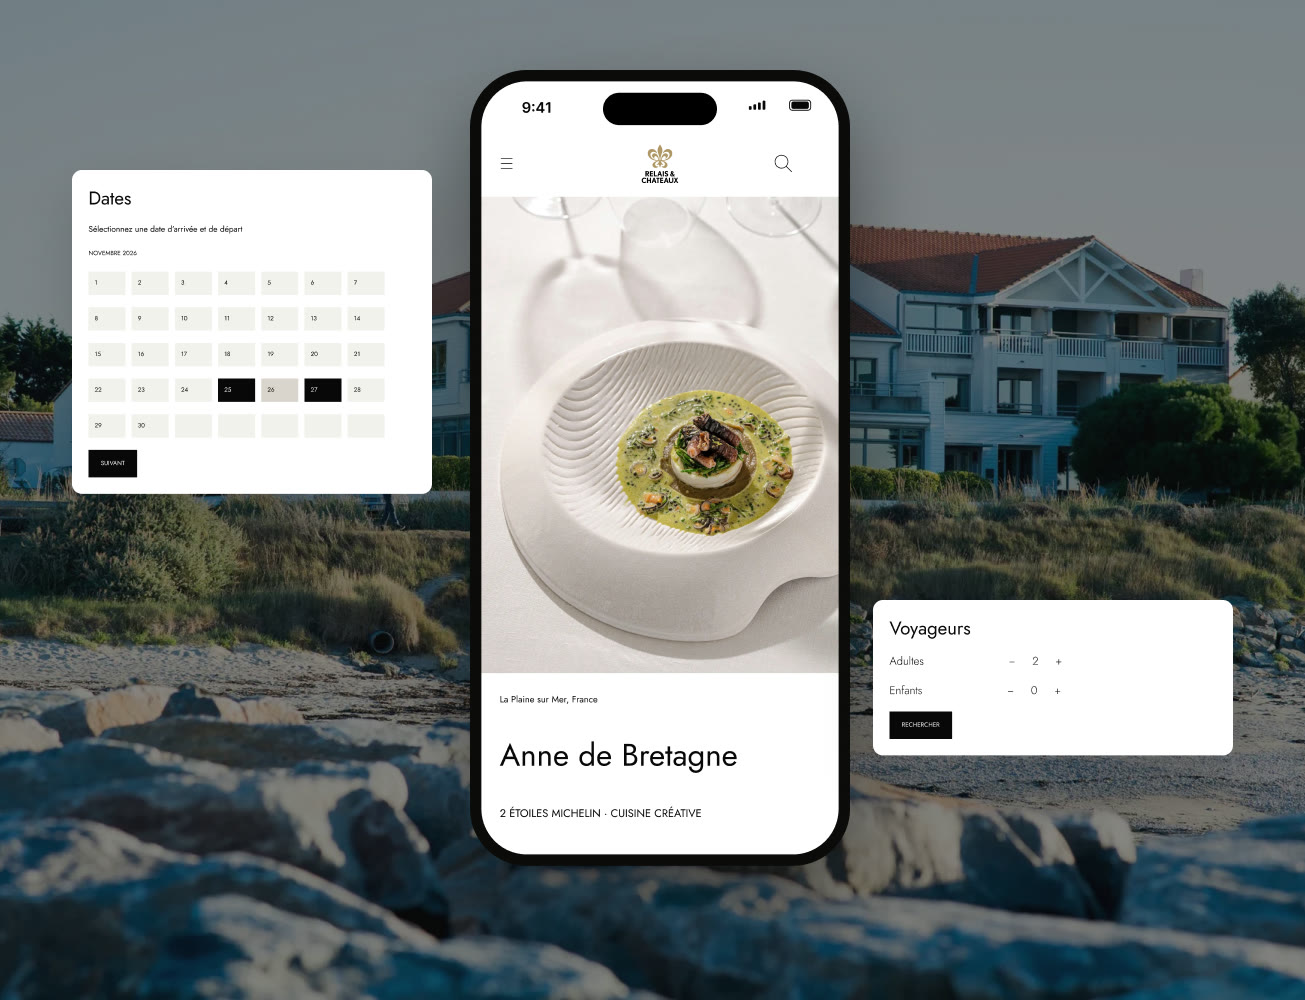 9:41
RELAIS &
CHATEAUX
Dates
Sélectionnez une date d'arrivée et de départ
NOVEMBRE 2026
1 2 3 4 5 6 7
8 9 10 11 12 13 14
15 16 17 18 19 20 21
22 23 24 25 26 27 28
29 30
SUIVANT
La Plaine sur Mer, France
Anne de Bretagne
2 ÉTOILES MICHELIN · CUISINE CRÉATIVE
Voyageurs
Adultes − 2 +
Enfants − 0 +
RECHERCHER